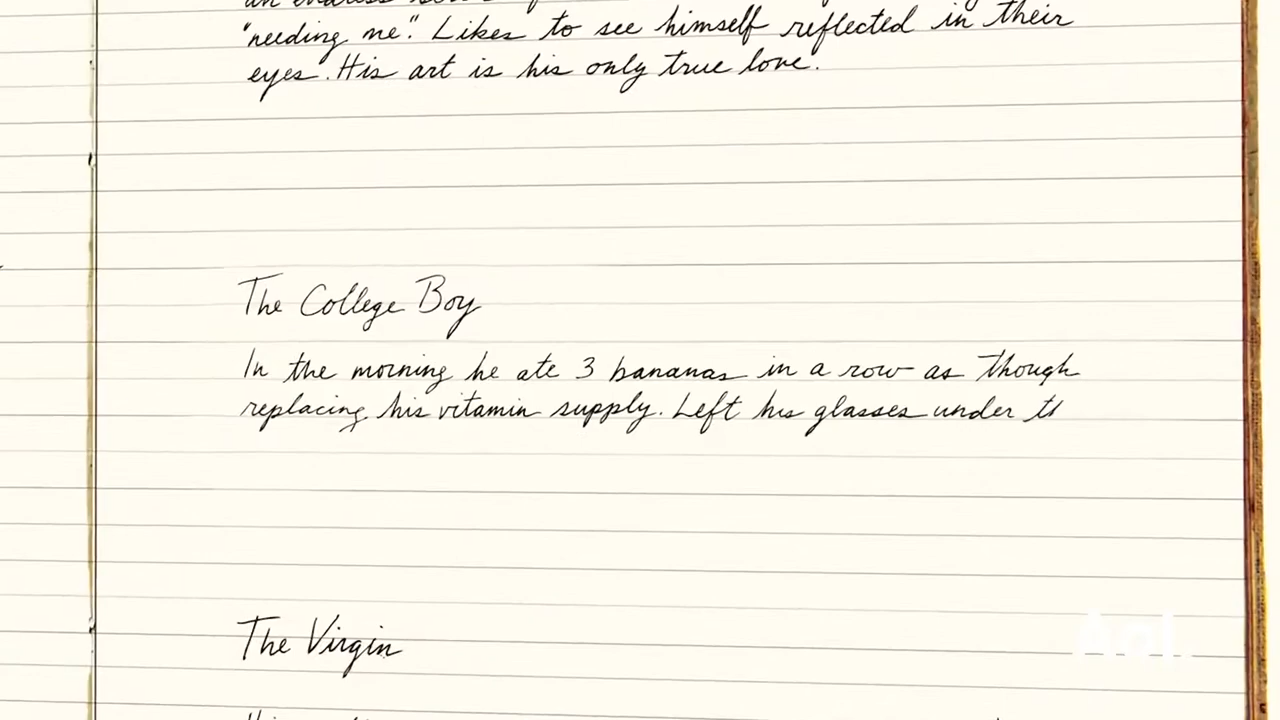 "needing me". Likes to see himself reflected in their
eyes. His art is his only true love.
The College Boy
In the morning he ate 3 bananas in a row as though
replacing his vitamin supply. Left his glasses under
The Virgin